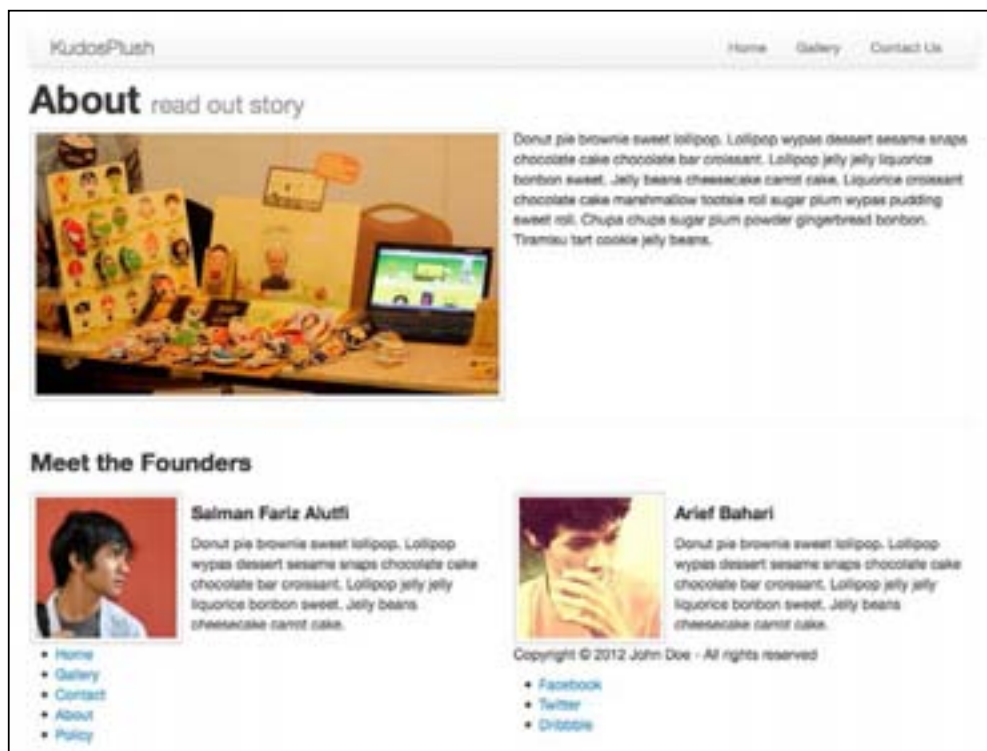 KudosPlush
Home Gallery Contact Us
About read out story
Donut pie brownie sweet lollipop. Lollipop wypas dessert sesame snaps
chocolate cake chocolate bar croissant. Lollipop jelly jelly liquorice
bonbon sweet. Jelly beans cheesecake carrot cake. Liquorice croissant
chocolate cake marshmallow tootsie roll sugar plum wypas pudding
sweet roll. Chupa chups sugar plum powder gingerbread bonbon.
Tiramisu tart cookie jelly beans.
Meet the Founders
Salman Fariz Alutfi
Donut pie brownie sweet lollipop. Lollipop
wypas dessert sesame snaps chocolate cake
chocolate bar croissant. Lollipop jelly jelly
liquorice bonbon sweet. Jelly beans
cheesecake carrot cake.
Arief Bahari
Donut pie brownie sweet lollipop. Lollipop
wypas dessert sesame snaps chocolate cake
chocolate bar croissant. Lollipop jelly jelly
liquorice bonbon sweet. Jelly beans
cheesecake carrot cake.
Home
Gallery
Contact
About
Policy
Copyright © 2012 John Doe - All rights reserved
Facebook
Twitter
Dribbble